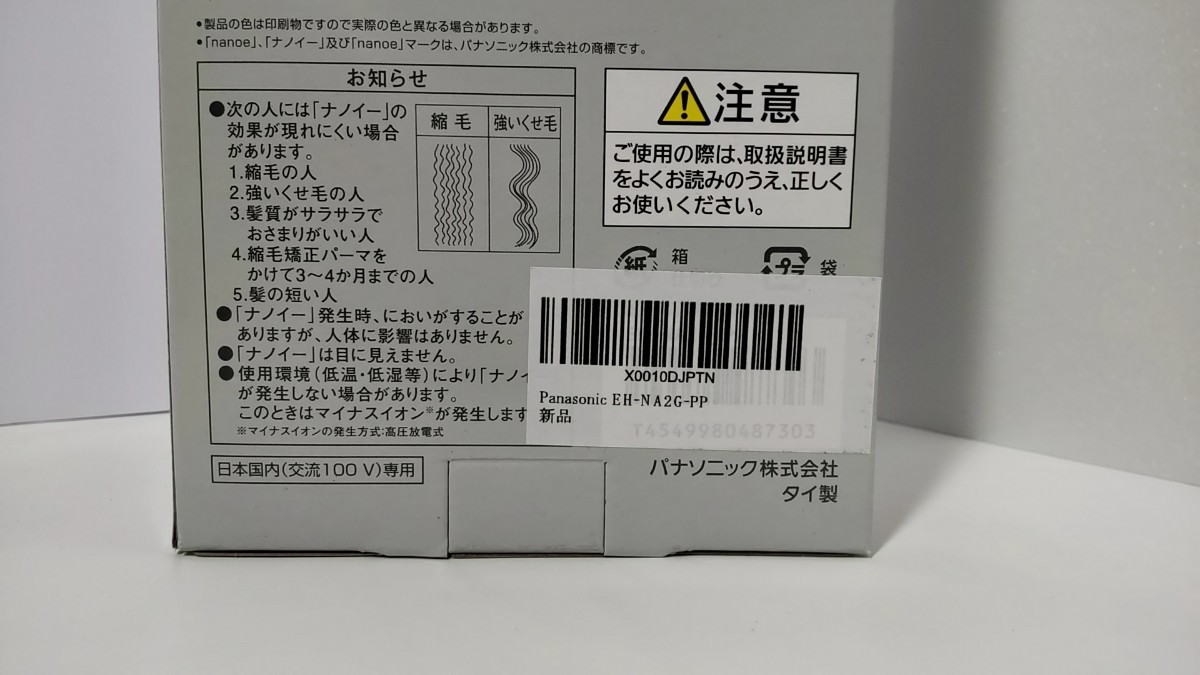 •製品の色は印刷物ですので実際の色と異なる場合があります。
•「nanoe」、「ナノイー」及び「nanoe」マークは、パナソニック株式会社の商標です。
お知らせ
●次の人には「ナノイー」の
効果が現れにくい場合
があります。
1.縮毛の人
2.強いくせ毛の人
3.髪質がサラサラで
おさまりがいい人
4.縮毛矯正パーマを
かけて3〜4か月までの人
5.髪の短い人
縮毛
強いくせ毛
●「ナノイー」発生時、においがすることが
ありますが、人体に影響はありません。
●「ナノイー」は目に見えません。
●使用環境(低温・低湿等)により「ナノイ
が発生しない場合があります。
このときはマイナスイオン※が発生します
※マイナスイオンの発生方式:高圧放電式
日本国内(交流100 V)専用
注意
ご使用の際は、取扱説明書
をよくお読みのうえ、正しく
お使いください。
紙
箱
プラ
袋
X0010DJPTN
Panasonic EH-NA2G-PP
新品
T4549980487303
パナソニック株式会社
タイ製